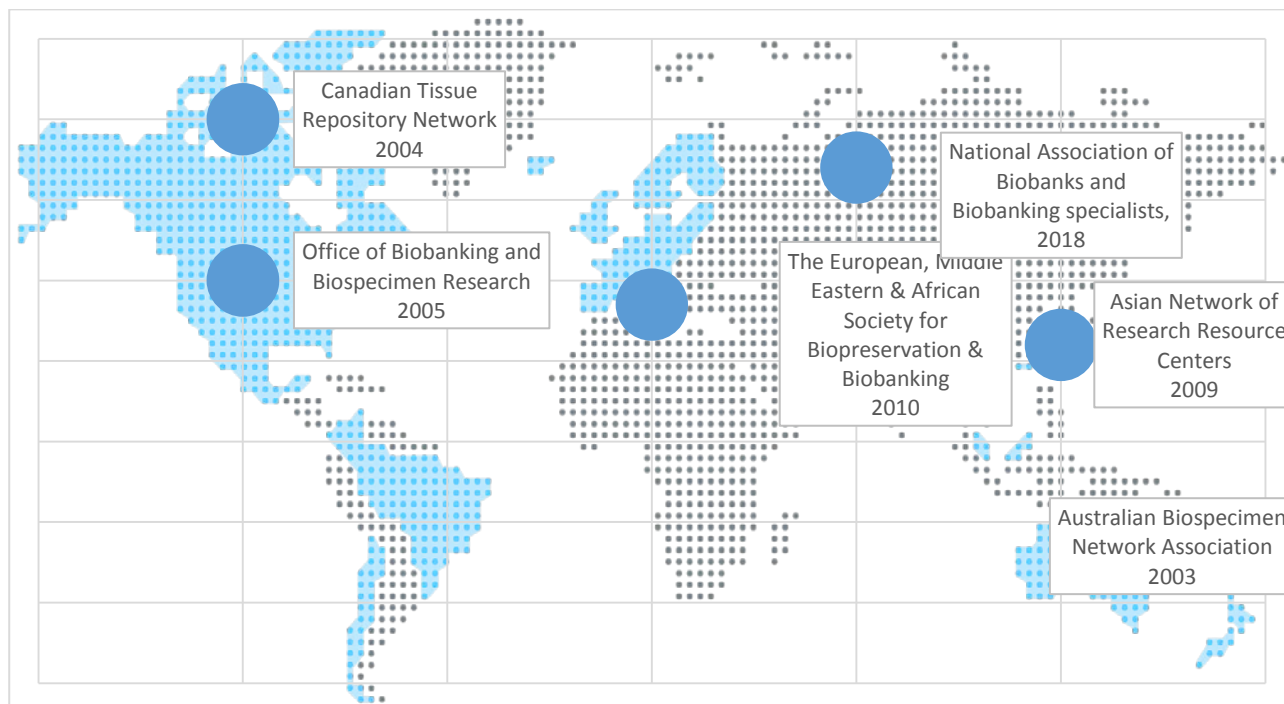 Canadian Tissue
Repository Network
2004
Office of Biobanking and
Biospecimen Research
2005
National Association of
Biobanks and
Biobanking specialists,
2018
The European, Middle
Eastern & African
Society for
Biopreservation &
Biobanking
2010
Asian Network of
Research Resource
Centers
2009
Australian Biospecimen
Network Association
2003